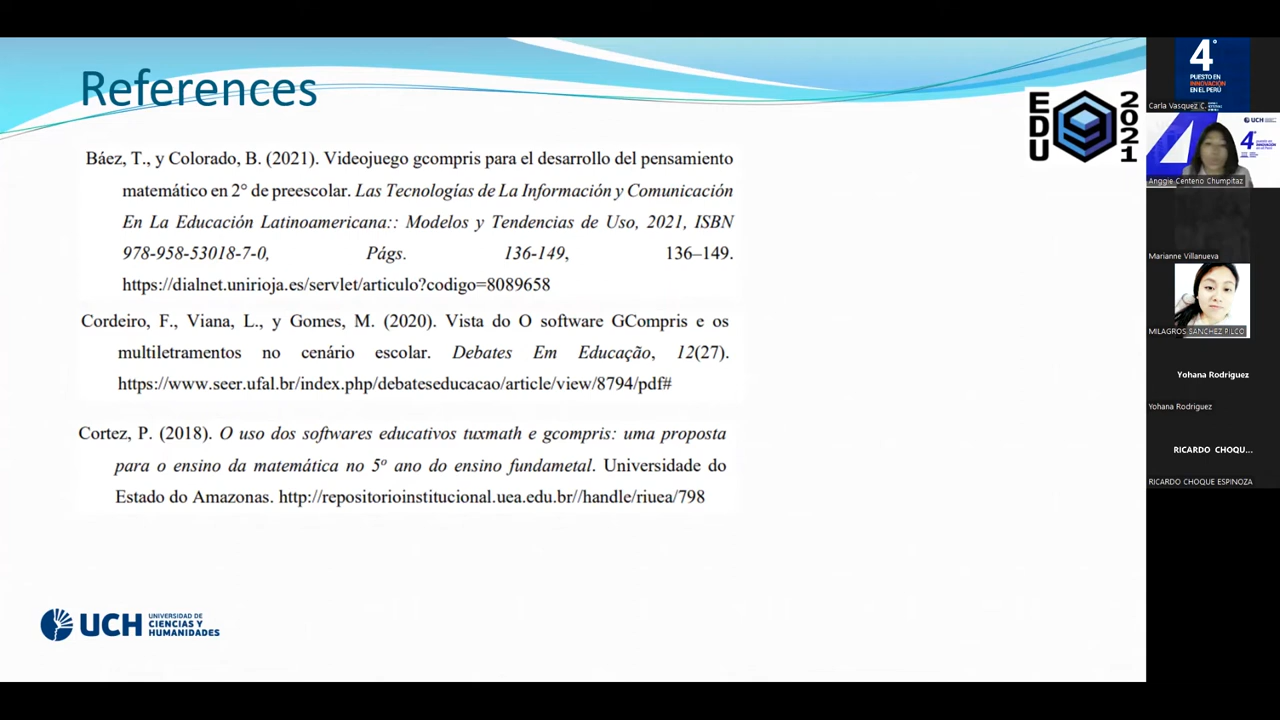 References
EDU
2021
Báez, T., y Colorado, B. (2021). Videojuego gcompris para el desarrollo del pensamiento
matemático en 2° de preescolar. Las Tecnologías de La Información y Comunicación
En La Educación Latinoamericana:: Modelos y Tendencias de Uso, 2021, ISBN
978-958-53018-7-0, Págs. 136-149, 136–149.
https://dialnet.unirioja.es/servlet/articulo?codigo=8089658
Cordeiro, F., Viana, L., y Gomes, M. (2020). Vista do O software GCompris e os
multiletramentos no cenário escolar. Debates Em Educação, 12(27).
https://www.seer.ufal.br/index.php/debateseducacao/article/view/8794/pdf#
Cortez, P. (2018). O uso dos softwares educativos tuxmath e gcompris: uma proposta
para o ensino da matemática no 5º ano do ensino fundametal. Universidade do
Estado do Amazonas. http://repositorioinstitucional.uea.edu.br//handle/riuea/798
UCH
UNIVERSIDAD DE
CIENCIAS Y
HUMANIDADES
4°
PUESTO EN
INNOVACIÓN
EN EL PERÚ
Carla Vasquez C.
UCH
4°
Anggie Centeno Chumpitaz
Marianne Villanueva
MILAGROS SANCHEZ PILCO
Yohana Rodriguez
Yohana Rodriguez
RICARDO CHOQU...
RICARDO CHOQUE ESPINOZA